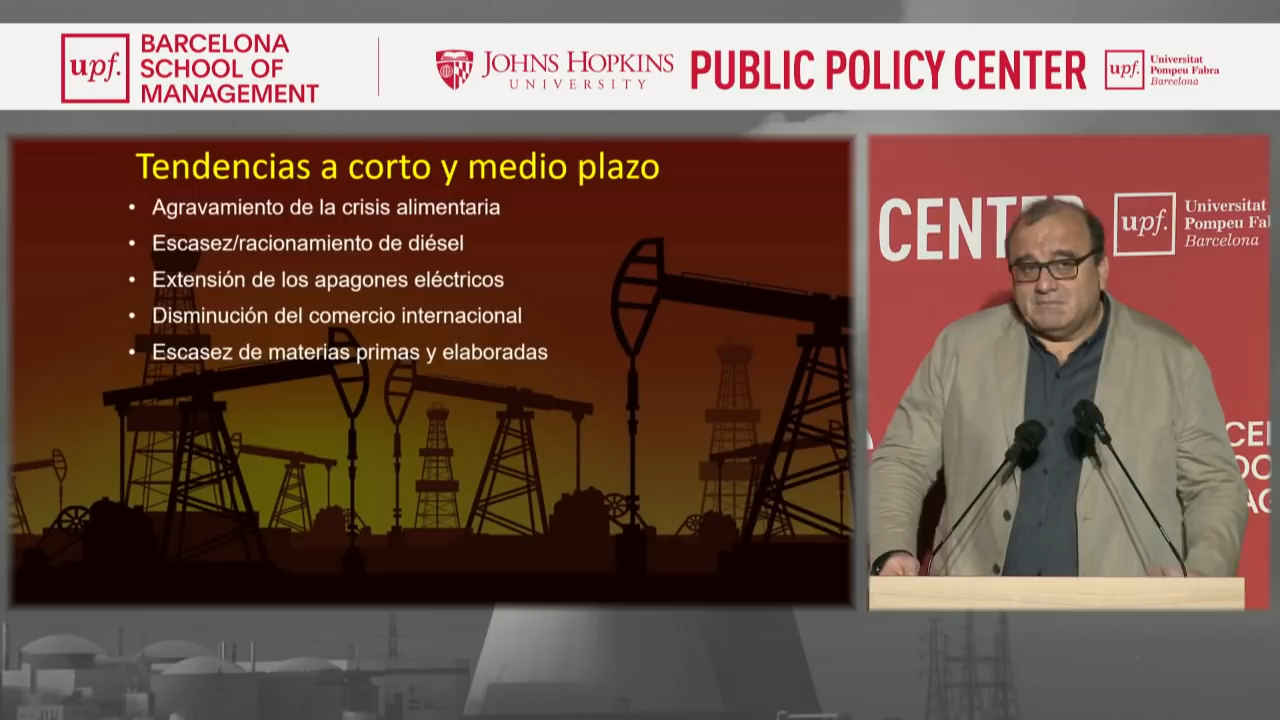 upf.
BARCELONA
SCHOOL OF
MANAGEMENT
JOHNS HOPKINS
UNIVERSITY
PUBLIC POLICY CENTER
upf.
Universitat
Pompeu Fabra
Barcelona
Tendencias a corto y medio plazo
• Agravamiento de la crisis alimentaria
• Escasez/racionamiento de diésel
• Extensión de los apagones eléctricos
• Disminución del comercio internacional
• Escasez de materias primas y elaboradas
CENTER
upf.
Universitat
Pompeu Fa
Barcelona